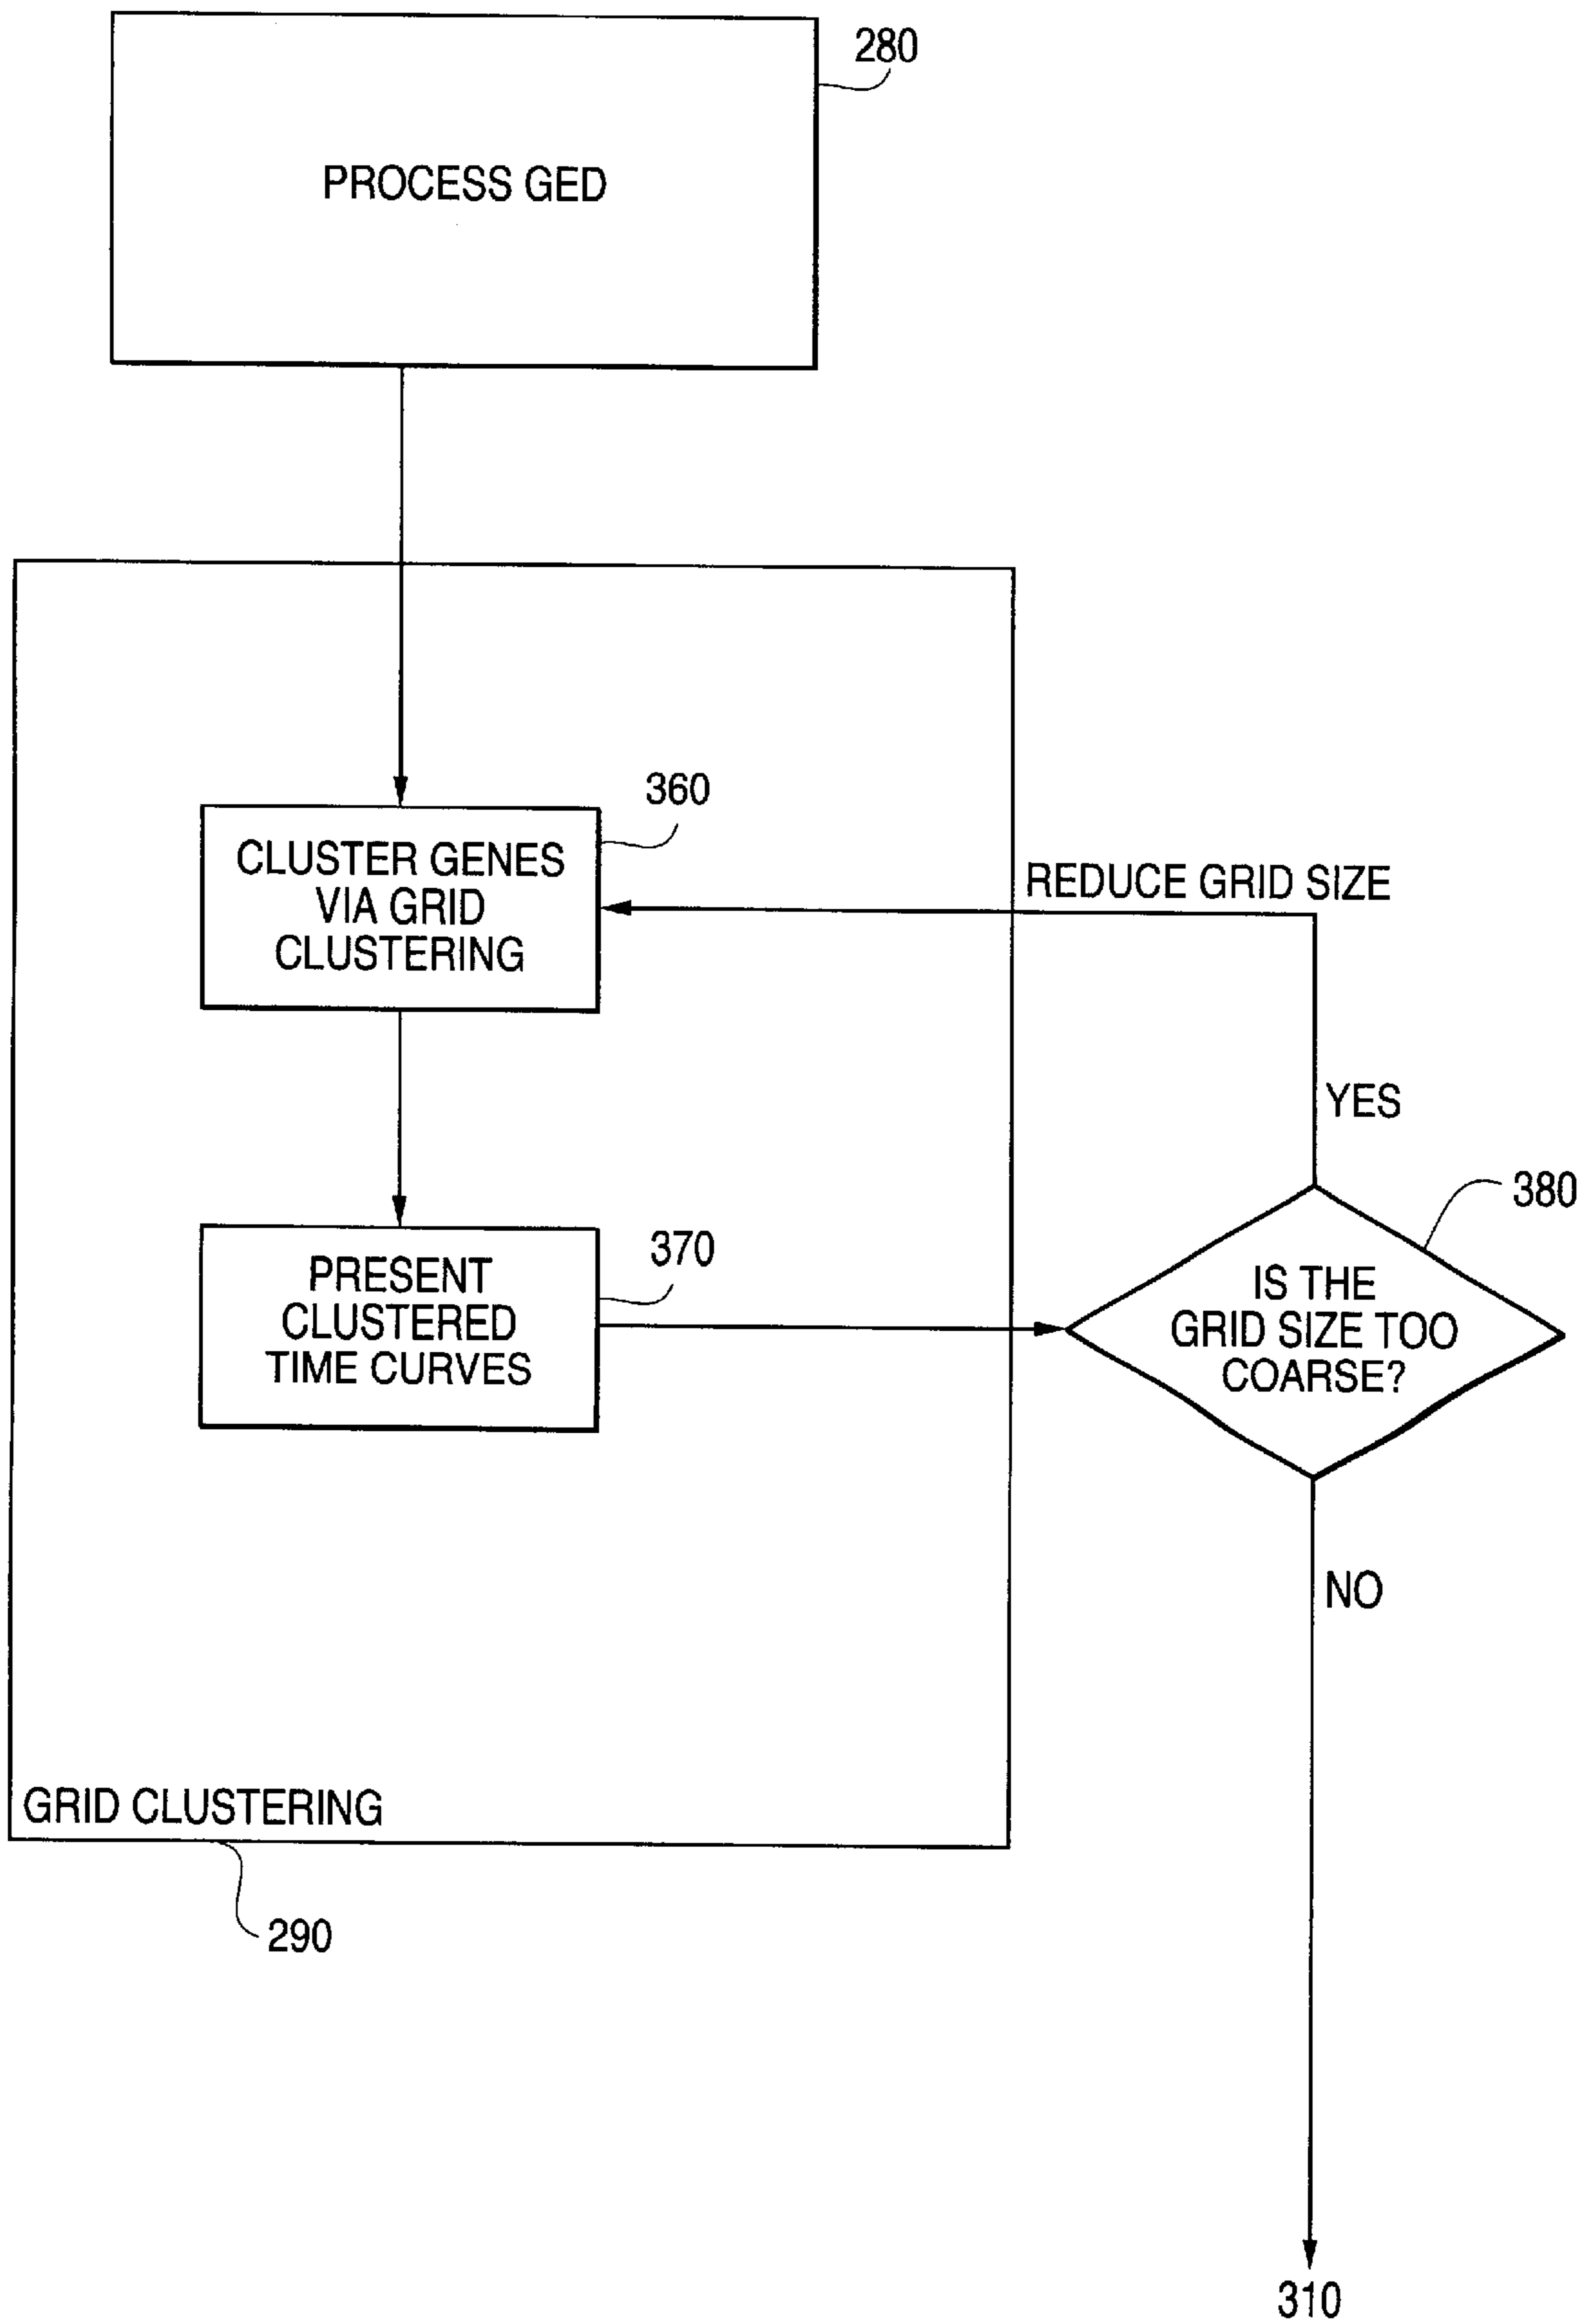 280
PROCESS GED
360
CLUSTER GENES
VIA GRID
CLUSTERING
REDUCE GRID SIZE
YES
380
370
PRESENT
CLUSTERED
TIME CURVES
IS THE
GRID SIZE TOO
COARSE?
NO
GRID CLUSTERING
290
310